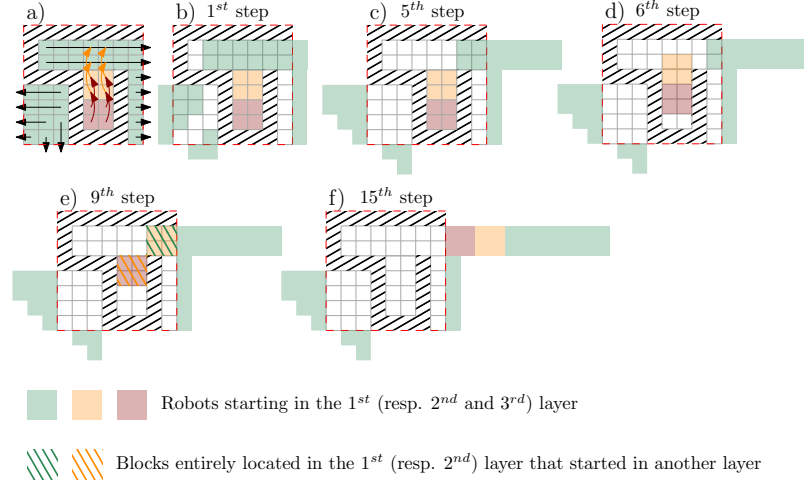 a) b) 1st step c) 5th step d) 6th step
e) 9th step f) 15th step
Robots starting in the 1st (resp. 2nd and 3rd) layer
Blocks entirely located in the 1st (resp. 2nd) layer that started in another layer